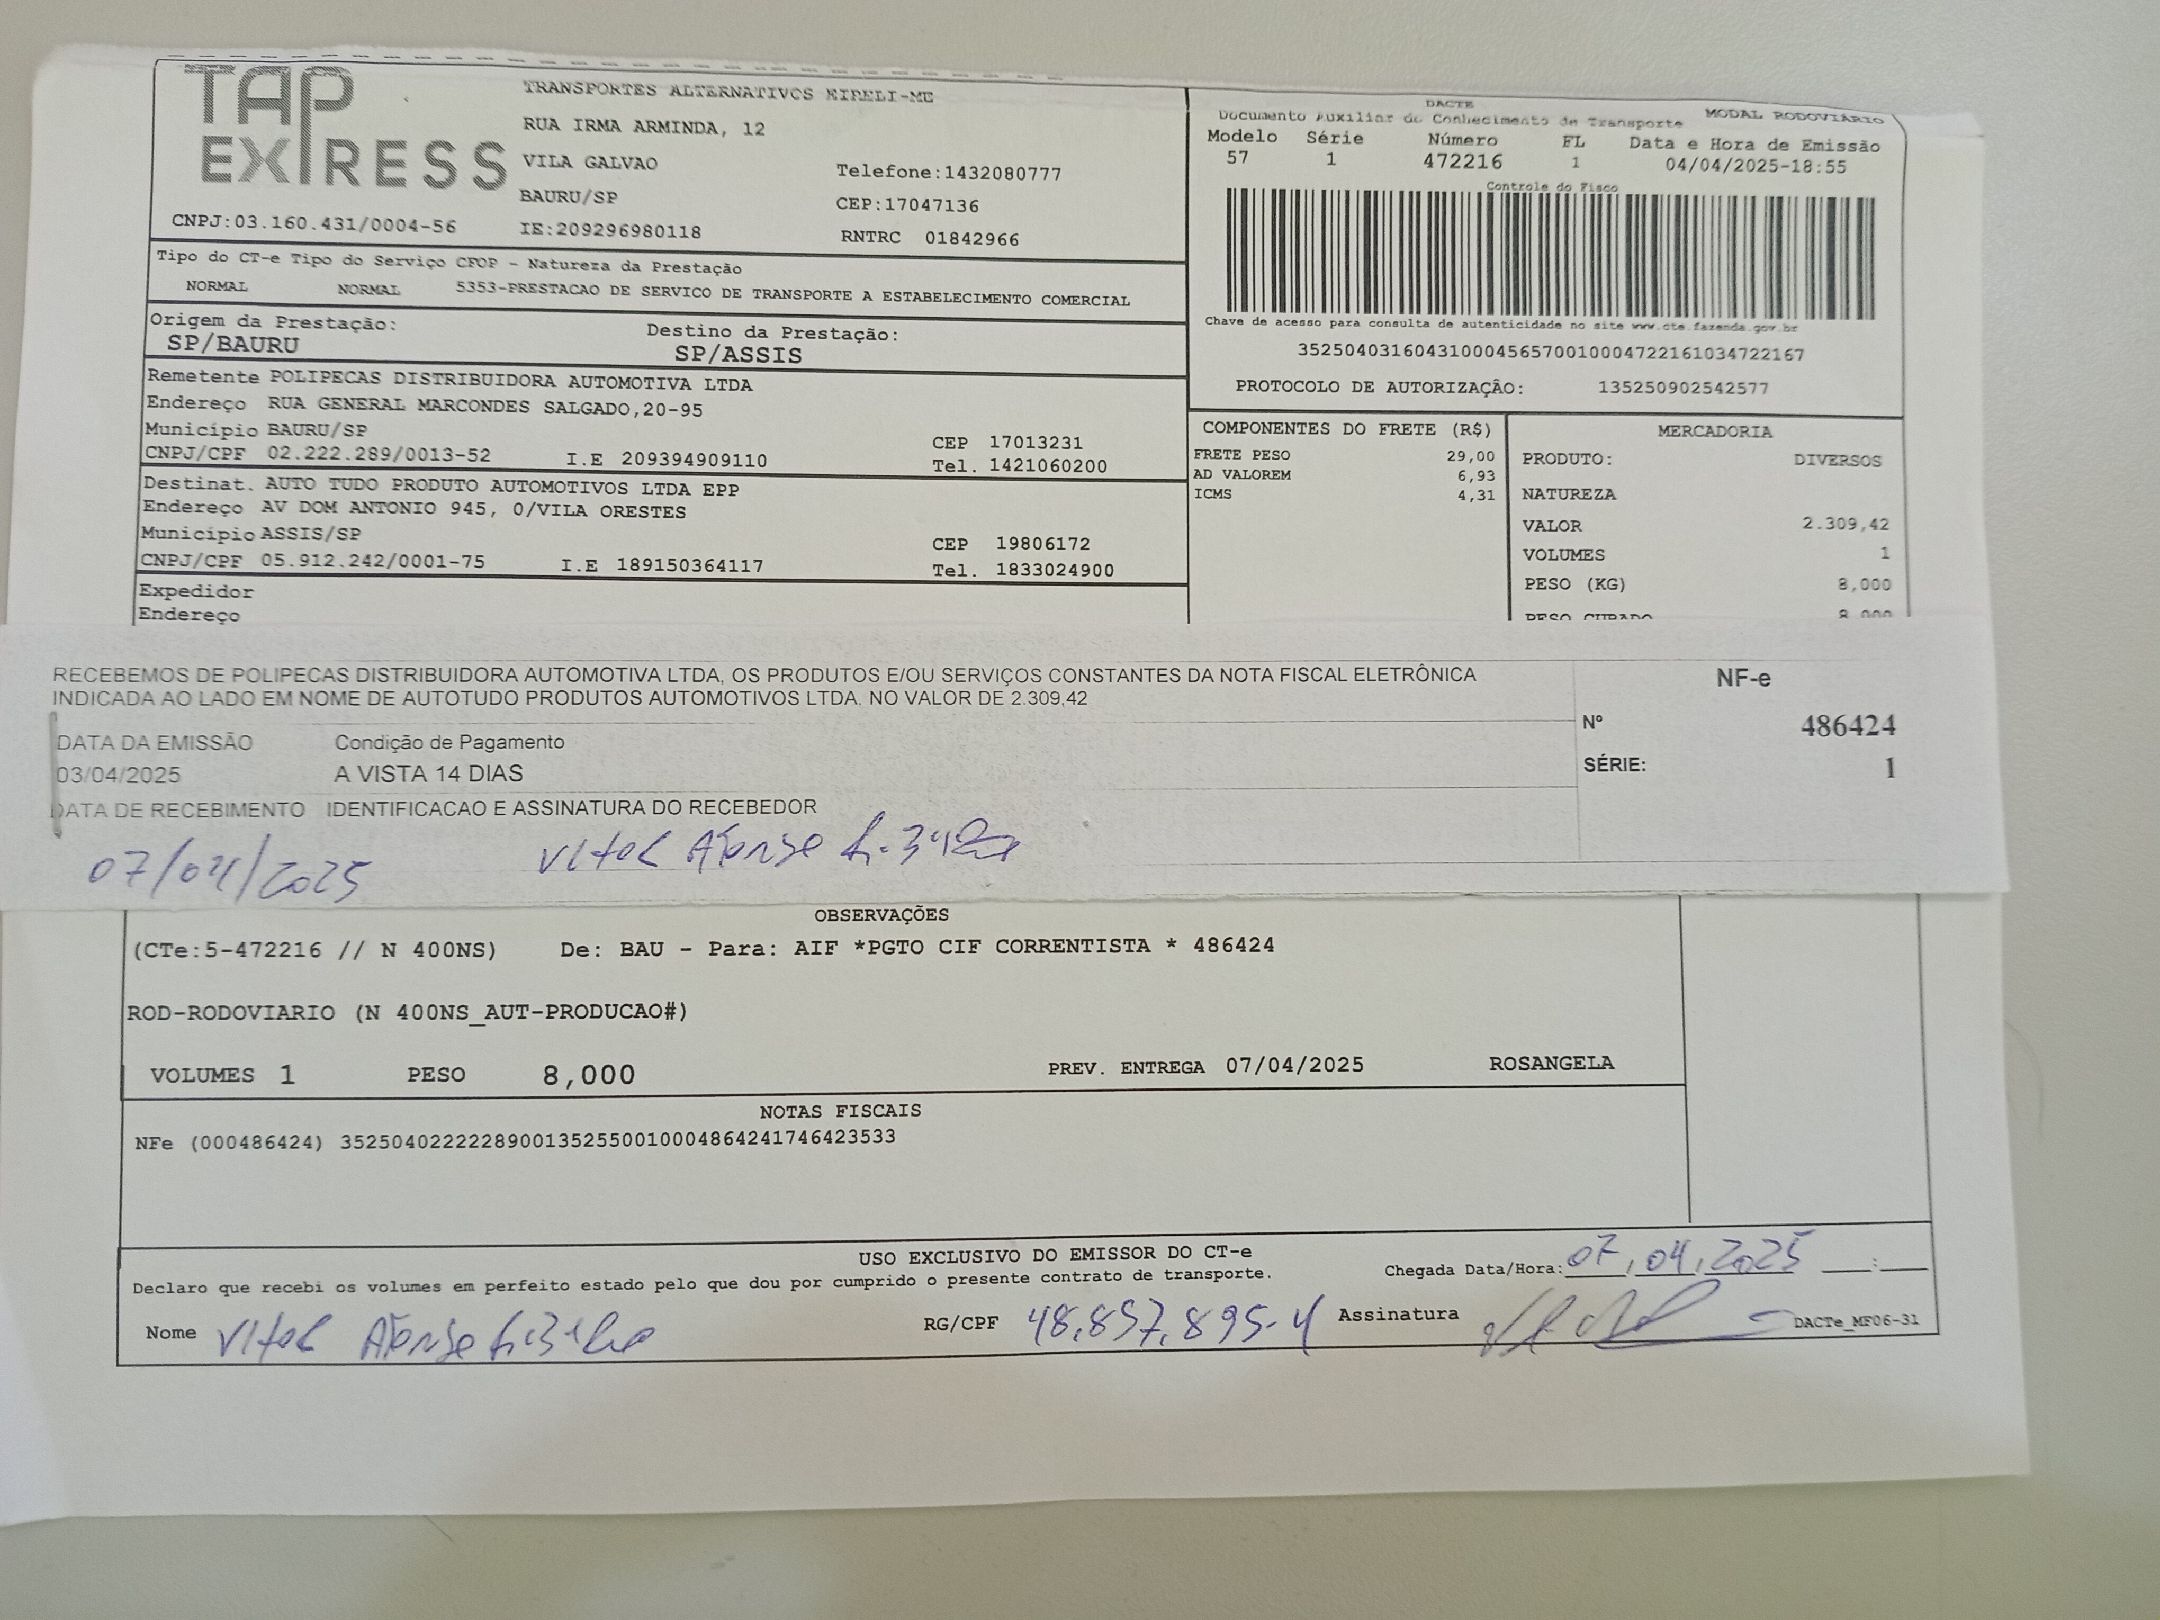 TAP EXPRESS
TRANSPORTES ALTERNATIVOS EIRELI-ME
RUA IRMA ARMINDA, 12
VILA GALVAO Telefone:1432080777
BAURU/SP CEP:17047136
CNPJ:03.160.431/0004-56 IE:209296980118 RNTRC 01842966
DACTE
Documento Auxiliar do Conhecimento de Transporte MODAL RODOVIÁRIO
Modelo Série Número FL Data e Hora de Emissão
57 1 472216 1 04/04/2025-18:55
Controle do Fisco
Chave de acesso para consulta de autenticidade no site www.cte.fazenda.gov.br
35250403160431000456570010004722161034722167
PROTOCOLO DE AUTORIZAÇÃO: 135250902542577
Tipo do CT-e Tipo do Serviço CFOP - Natureza da Prestação
NORMAL NORMAL 5353-PRESTACAO DE SERVICO DE TRANSPORTE A ESTABELECIMENTO COMERCIAL
Origem da Prestação: Destino da Prestação:
SP/BAURU SP/ASSIS
Remetente POLIPECAS DISTRIBUIDORA AUTOMOTIVA LTDA
Endereço RUA GENERAL MARCONDES SALGADO,20-95
Município BAURU/SP CEP 17013231
CNPJ/CPF 02.222.289/0013-52 I.E 209394909110 Tel. 1421060200
Destinat. AUTO TUDO PRODUTO AUTOMOTIVOS LTDA EPP
Endereço AV DOM ANTONIO 945, 0/VILA ORESTES
Município ASSIS/SP CEP 19806172
CNPJ/CPF 05.912.242/0001-75 I.E 189150364117 Tel. 1833024900
Expedidor
Endereço
COMPONENTES DO FRETE (R$)
FRETE PESO 29,00
AD VALOREM 6,93
ICMS 4,31
MERCADORIA
PRODUTO: DIVERSOS
NATUREZA
VALOR 2.309,42
VOLUMES 1
PESO (KG) 8,000
PESO CUBADO 8,000
RECEBEMOS DE POLIPECAS DISTRIBUIDORA AUTOMOTIVA LTDA, OS PRODUTOS E/OU SERVIÇOS CONSTANTES DA NOTA FISCAL ELETRÔNICA
INDICADA AO LADO EM NOME DE AUTOTUDO PRODUTOS AUTOMOTIVOS LTDA. NO VALOR DE 2.309,42
NF-e
Nº 486424
SÉRIE: 1
DATA DA EMISSÃO Condição de Pagamento
03/04/2025 A VISTA 14 DIAS
DATA DE RECEBIMENTO IDENTIFICACAO E ASSINATURA DO RECEBEDOR
07/04/2025 Vitor Afonso
OBSERVAÇÕES
(CTe:5-472216 // N 400NS) De: BAU - Para: AIF *PGTO CIF CORRENTISTA * 486424
ROD-RODOVIARIO (N 400NS_AUT-PRODUCAO#)
VOLUMES 1 PESO 8,000 PREV. ENTREGA 07/04/2025 ROSANGELA
NOTAS FISCAIS
NFe (000486424) 35250402222289001352550010004864241746423533
USO EXCLUSIVO DO EMISSOR DO CT-e
Declaro que recebi os volumes em perfeito estado pelo que dou por cumprido o presente contrato de transporte. Chegada Data/Hora: 07,04,2025 :
Nome Vitor Afonso RG/CPF 48.857.895-4 Assinatura DACTe_MF06-31